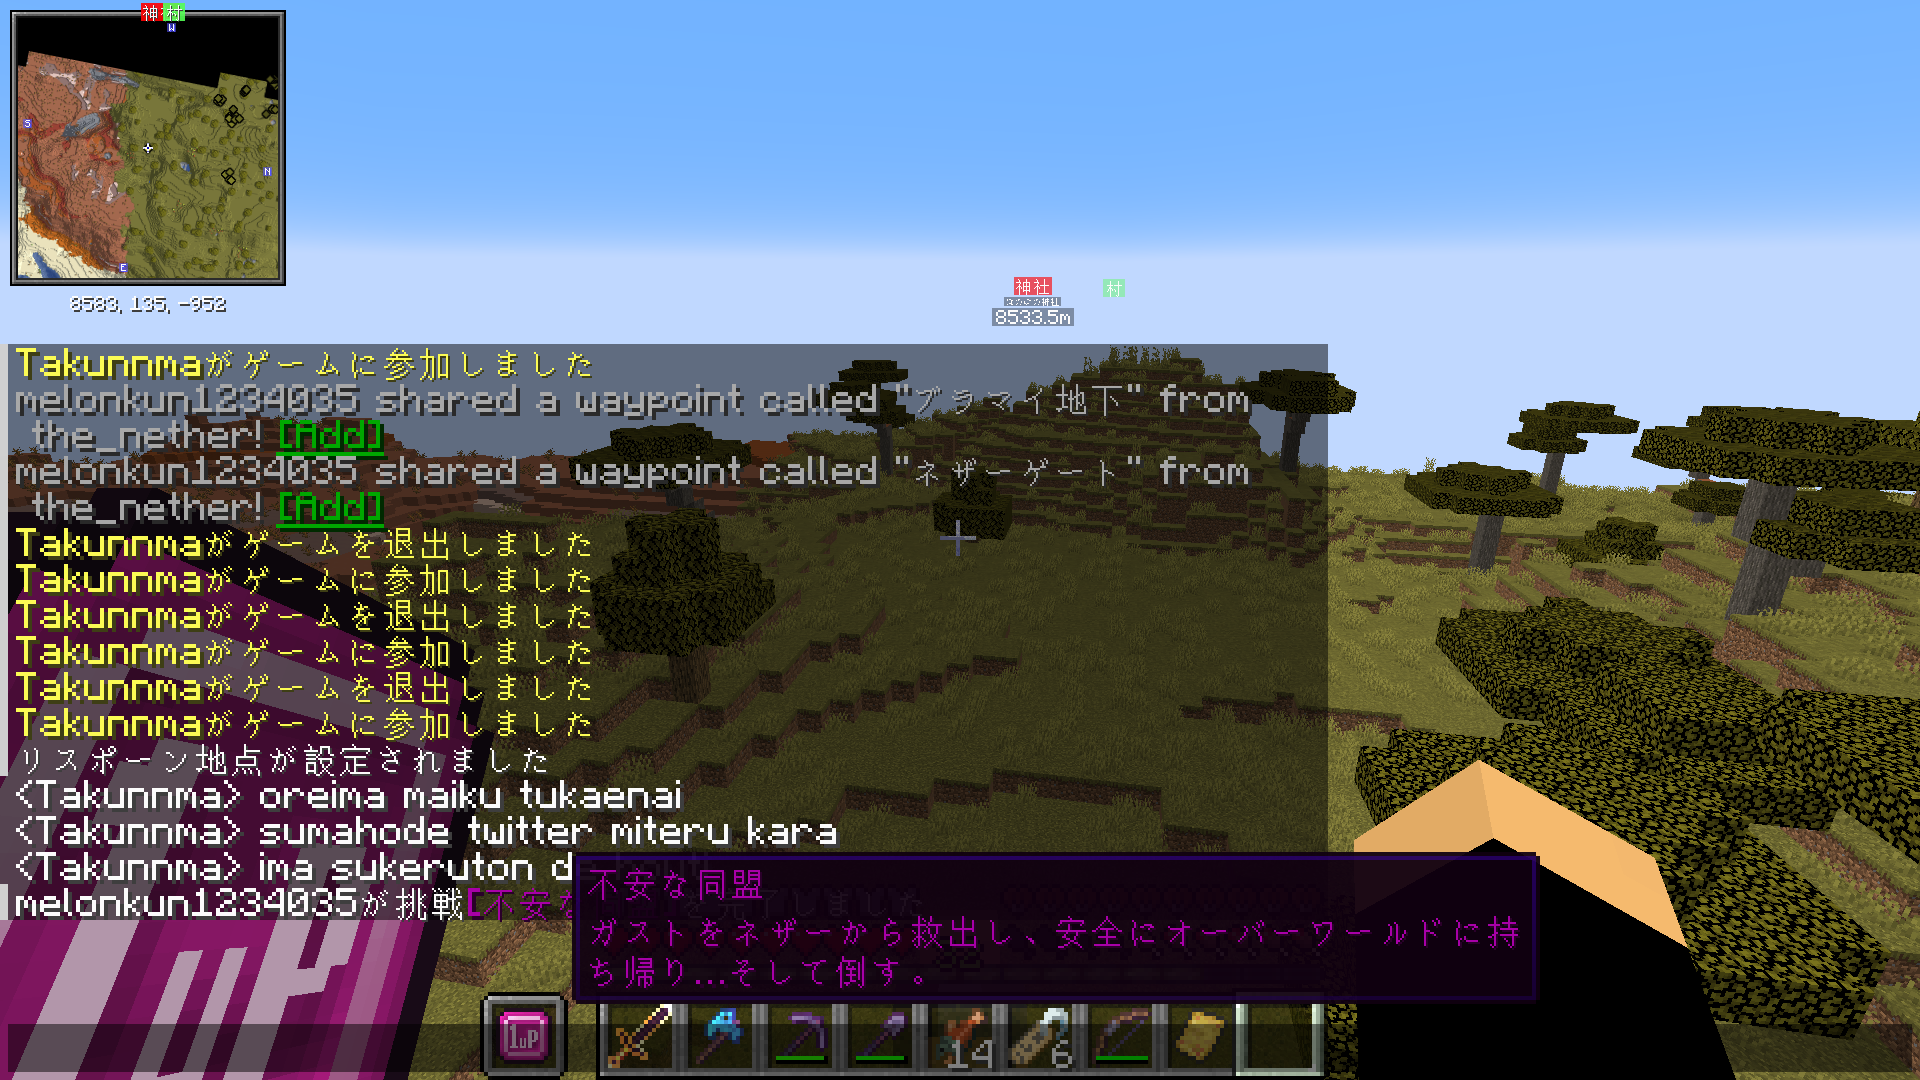 神 村
W
S
N
E
8583, 135, -952
神社
村
8533.5m
Takunnmaがゲームに参加しました
melonkun1234035 shared a waypoint called "ブラマイ地下" from
the_nether! [Add]
melonkun1234035 shared a waypoint called "ネザーゲート" from
the_nether! [Add]
Takunnmaがゲームを退出しました
Takunnmaがゲームに参加しました
Takunnmaがゲームを退出しました
Takunnmaがゲームに参加しました
Takunnmaがゲームを退出しました
Takunnmaがゲームに参加しました
リスポーン地点が設定されました
<Takunnma> oreima maiku tukaenai
<Takunnma> sumahode twitter miteru kara
<Takunnma> ima sukeruton d
melonkun1234035が挑戦[不安な
不安な同盟
ガストをネザーから救出し、安全にオーバーワールドに持
ち帰り...そして倒す。
1uP
14
6